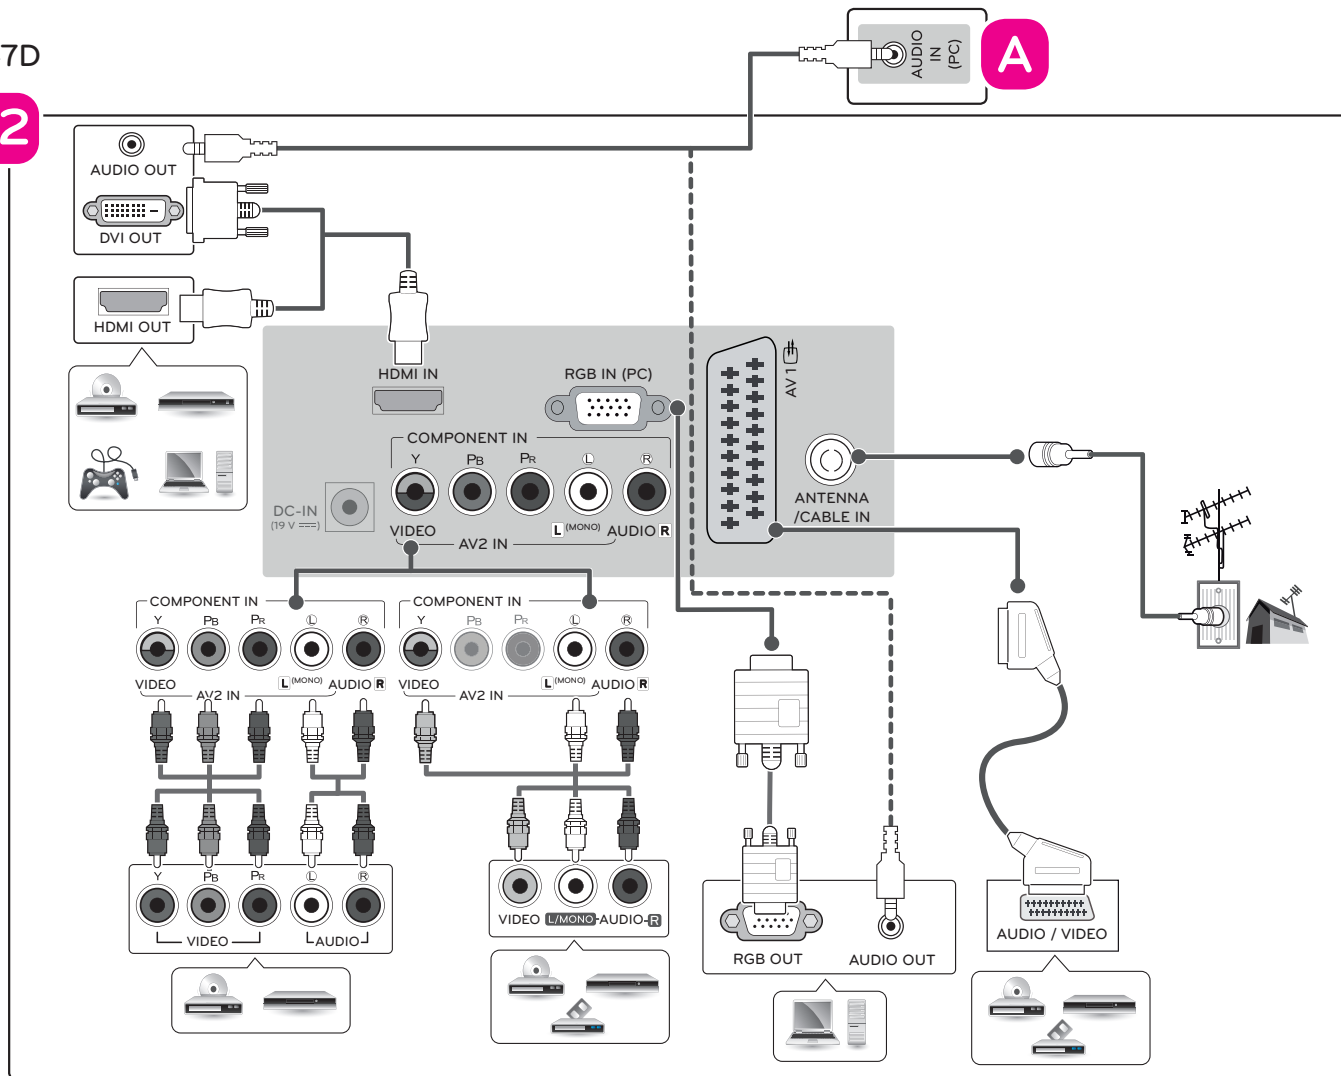 7D
AUDIO
IN
(PC)
A
2
AUDIO OUT
DVI OUT
HDMI OUT
HDMI IN
RGB IN (PC)
AV 1
COMPONENT IN
Y PB PR L R
DC-IN
(19 V ⎓)
VIDEO L (MONO) AUDIO R
AV2 IN
ANTENNA
/CABLE IN
COMPONENT IN
Y PB PR L R
VIDEO L (MONO) AUDIO R
AV2 IN
COMPONENT IN
Y PB PR L R
VIDEO L (MONO) AUDIO R
AV2 IN
Y PB PR L R
VIDEO AUDIO
VIDEO L/MONO AUDIO R
RGB OUT
AUDIO OUT
AUDIO / VIDEO